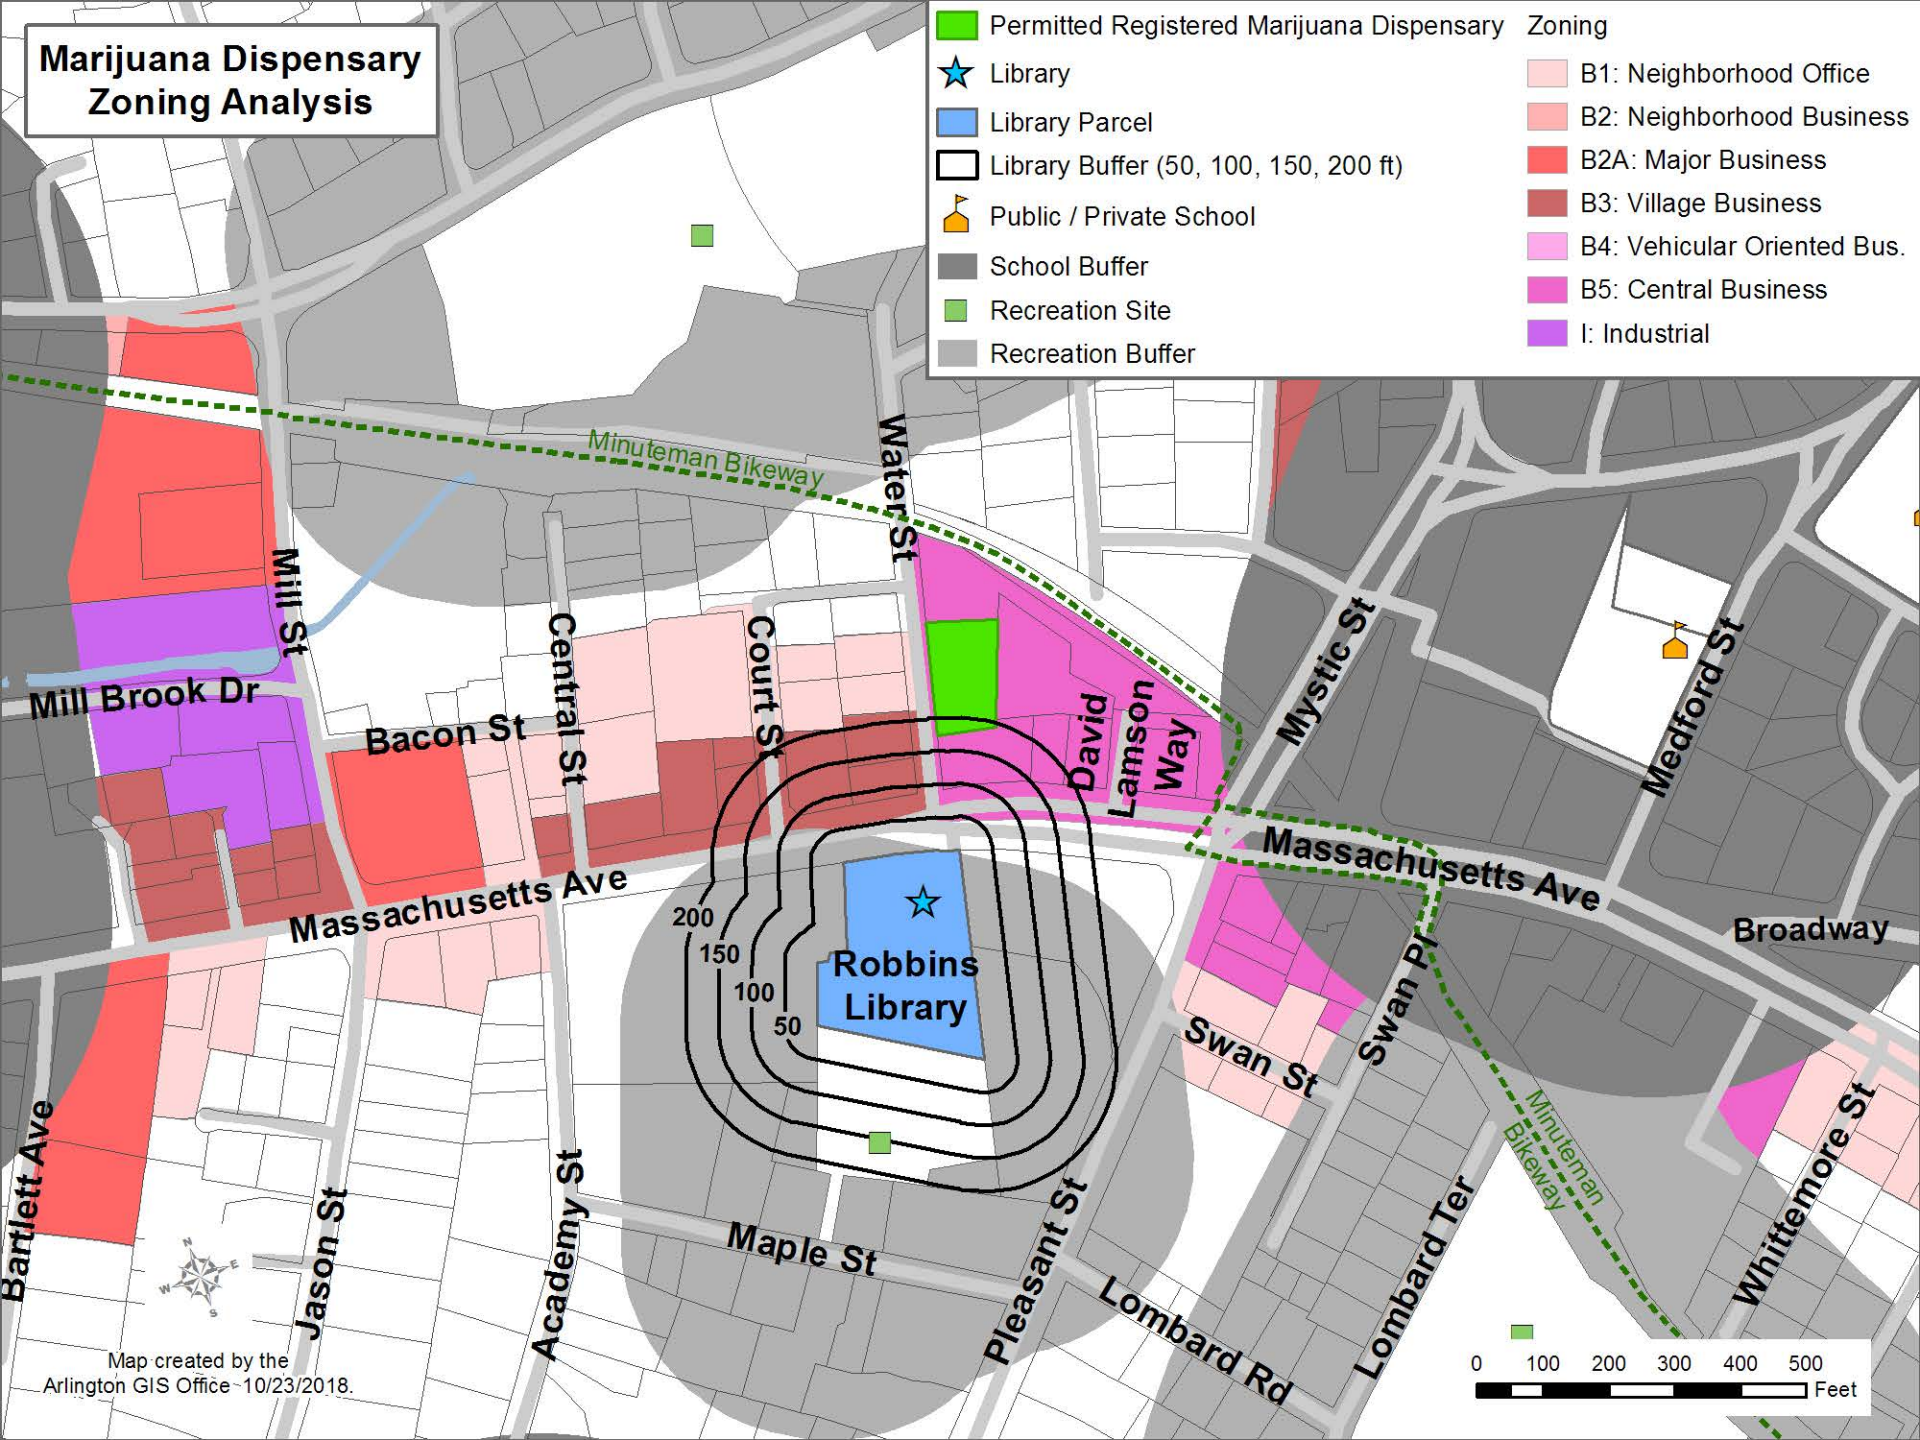 Marijuana Dispensary
Zoning Analysis
Permitted Registered Marijuana Dispensary
Library
Library Parcel
Library Buffer (50, 100, 150, 200 ft)
Public / Private School
School Buffer
Recreation Site
Recreation Buffer
Zoning
B1: Neighborhood Office
B2: Neighborhood Business
B2A: Major Business
B3: Village Business
B4: Vehicular Oriented Bus.
B5: Central Business
I: Industrial
Minuteman Bikeway
Water St
Mill St
Central St
Court St
Mill Brook Dr
Bacon St
David
Lamson
Way
Mystic St
Medford St
Massachusetts Ave
Massachusetts Ave
Broadway
200
150
100
50
Robbins
Library
Swan St
Swan Pl
Minuteman
Bikeway
Whittemore St
Bartlett Ave
Jason St
Academy St
Maple St
Pleasant St
Lombard Rd
Lombard Ter
N
E
W
S
Map created by the
Arlington GIS Office 10/23/2018.
0 100 200 300 400 500
Feet